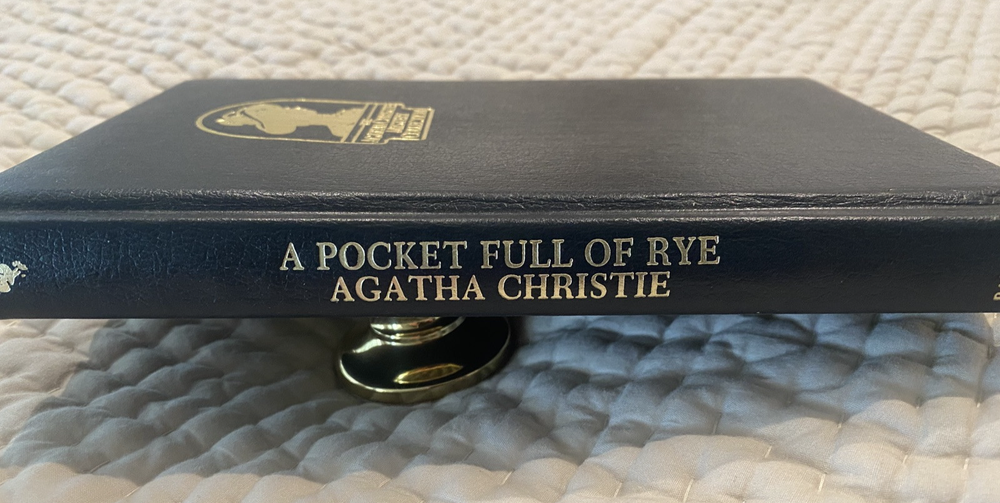 A POCKET FULL OF RYE
AGATHA CHRISTIE